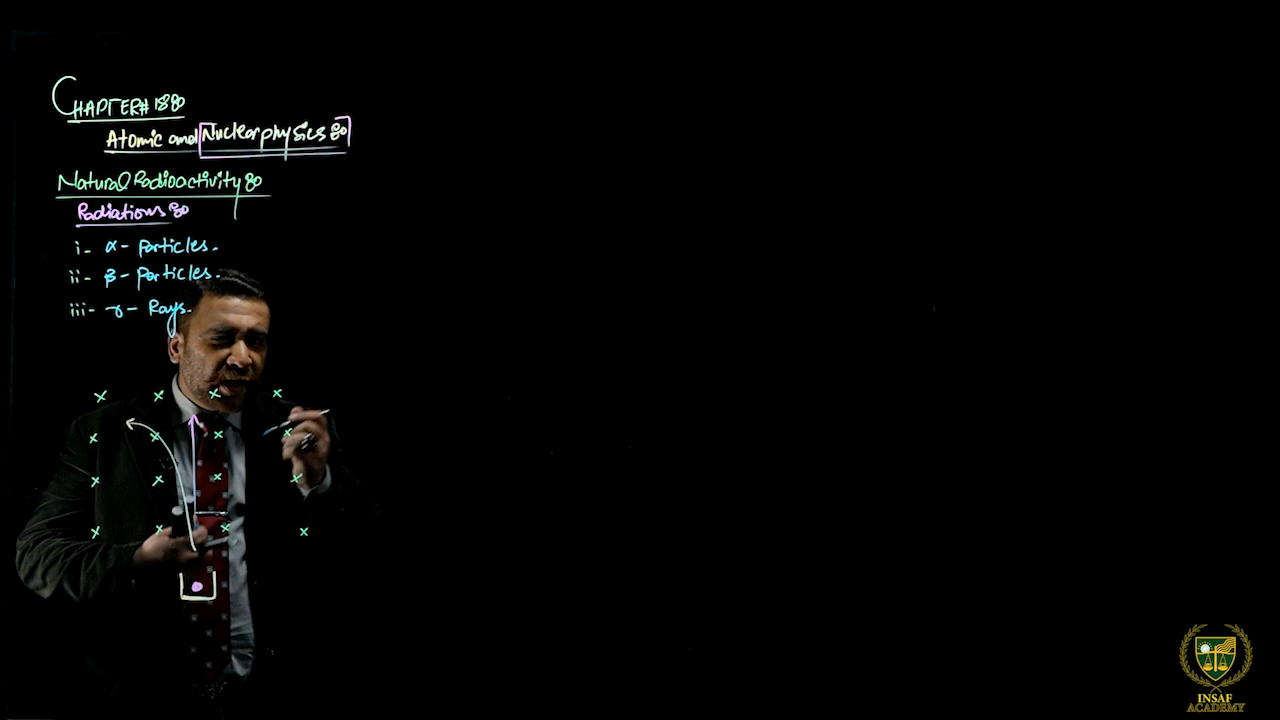 CHAPTER# 18:
Atomic and Nuclear physics:
Natural Radioactivity:
Radiations:
i- α- particles.
ii- β- particles.
iii- γ- Rays.
x x x x
x x x x
x x x x
x x x x
INSAF
ACADEMY